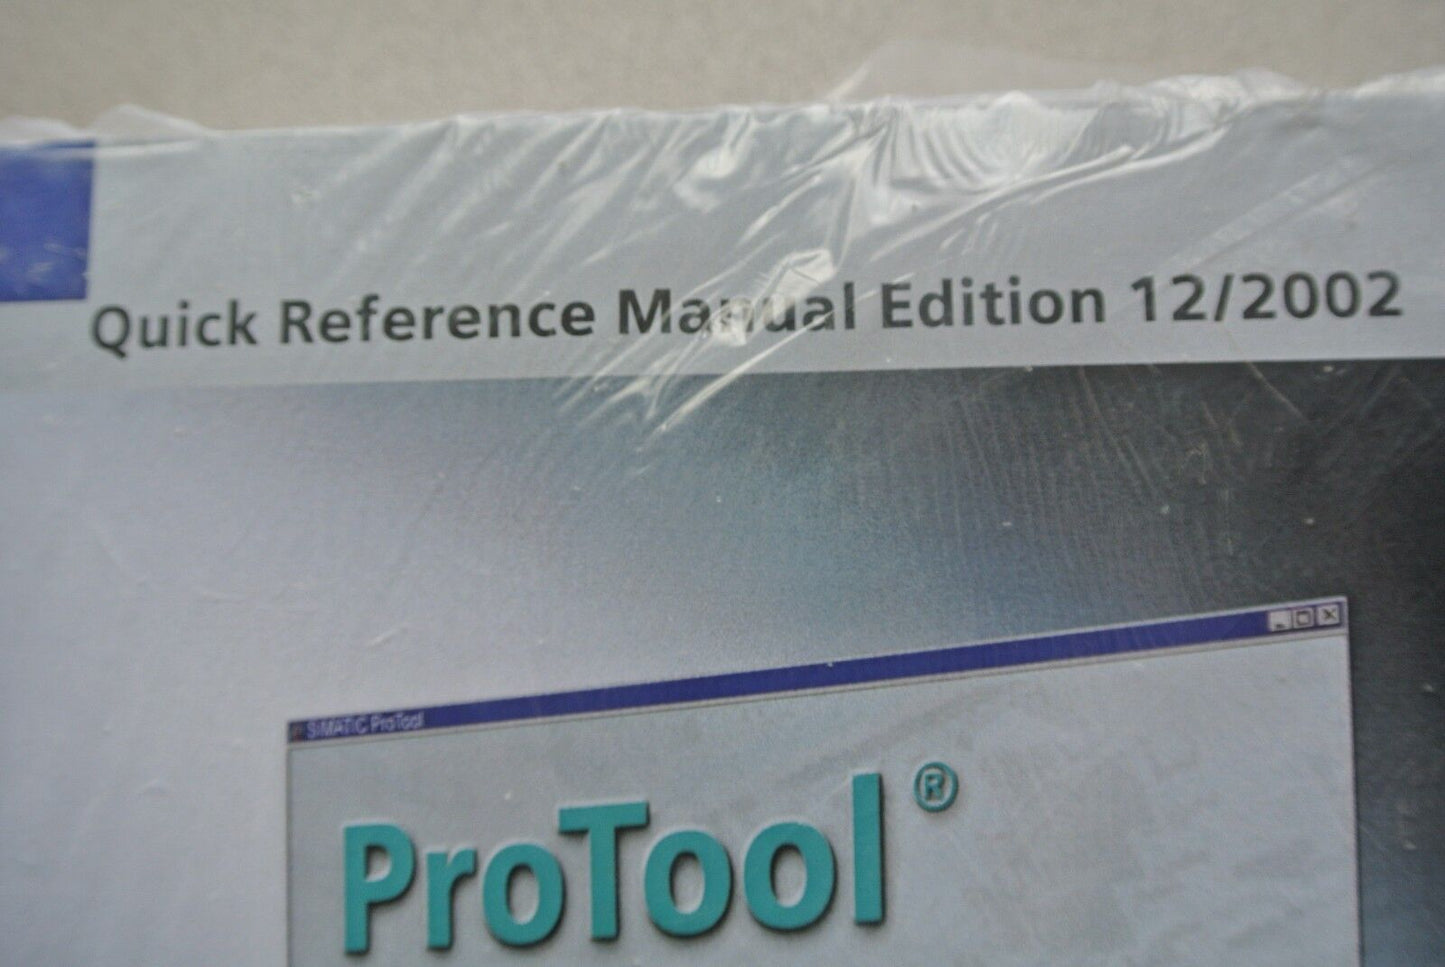 Quick Reference Manual Edition 12/2002
SIMATIC ProTool
ProTool®